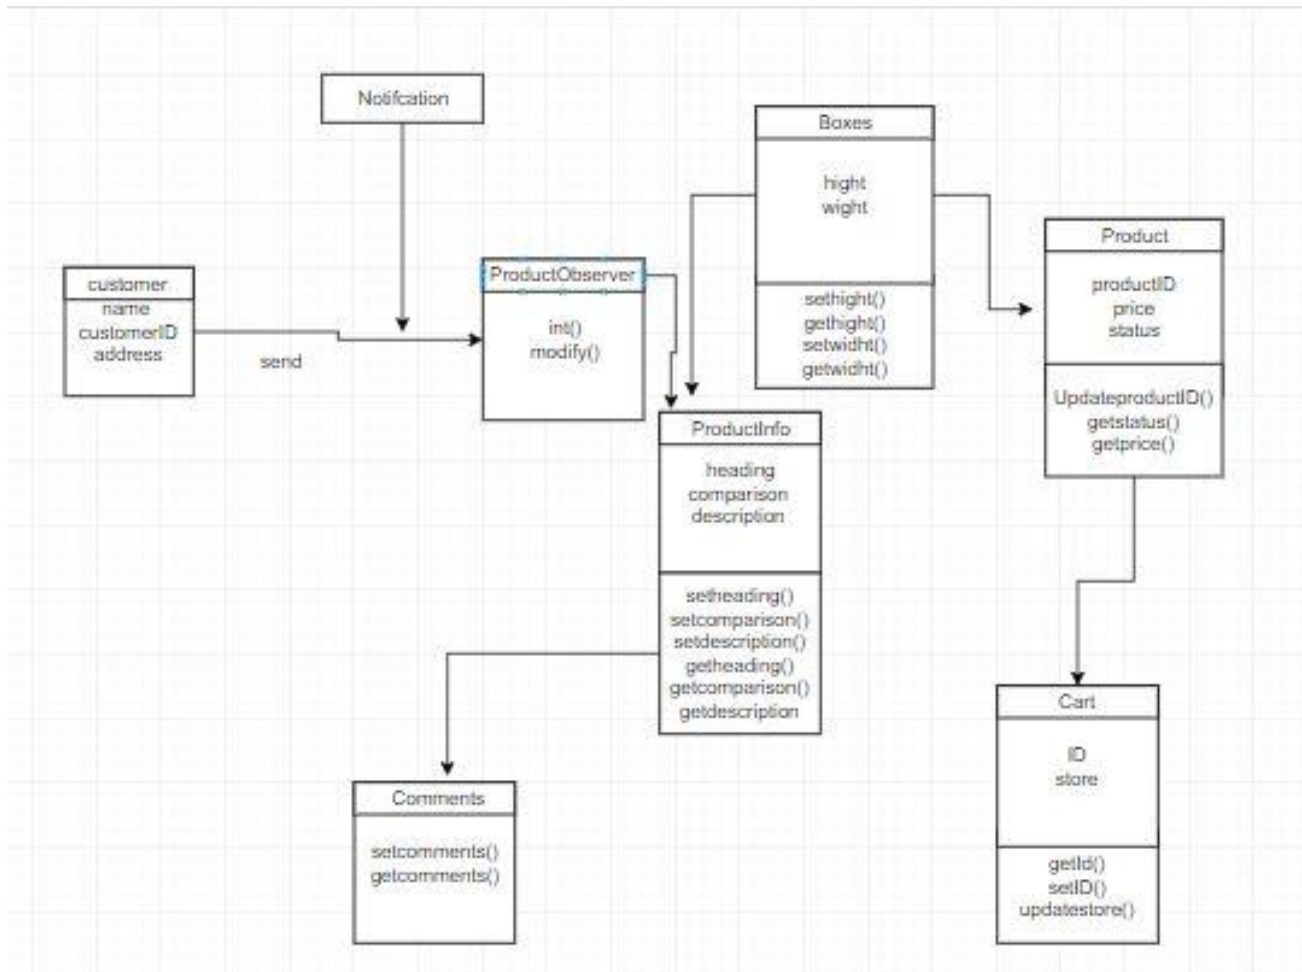 Notifcation
Boxes
hight
wight
sethight()
gethight()
setwidht()
getwidht()
Product
productID
price
status
UpdateproductID()
getstatus()
getprice()
customer
name
customerID
address
send
ProductObserver
int()
modify()
ProductInfo
heading
comparison
description
setheading()
setcomparison()
setdescription()
getheading()
getcomparison()
getdescription
Cart
ID
store
getId()
setID()
updatestore()
Comments
setcomments()
getcomments()